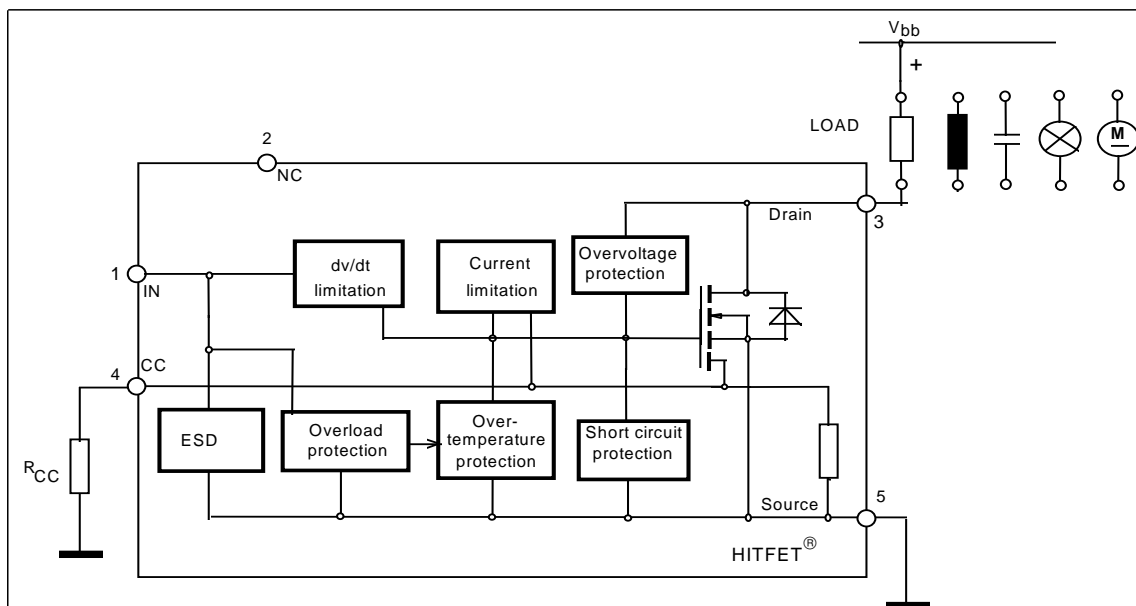 Vbb
+
LOAD
M
2
NC
Drain
3
1
IN
dv/dt
limitation
Current
limitation
Overvoltage
protection
4
CC
RCC
ESD
Overload
protection
Over-
temperature
protection
Short circuit
protection
Source
5
HITFET®